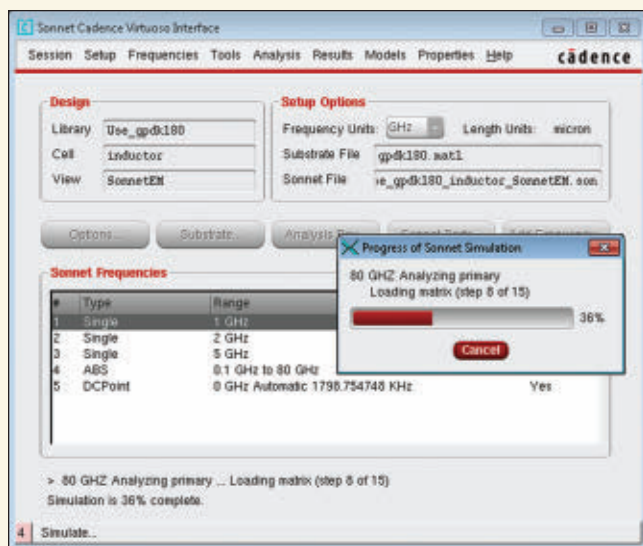 Sonnet Cadence Virtuoso Interface
Session Setup Frequencies Tools Analysis Results Models Properties Help cādence
Design
Library Use_gpdk180
Cell inductor
View SonnetEM
Setup Options
Frequency Units: GHz Length Units: micron
Substrate File gpdk180.matl
Sonnet File e_gpdk180_inductor_SonnetEM.son
Options... Substrate... Analysis
Progress of Sonnet Simulation
80 GHZ Analyzing primary
Loading matrix (step 8 of 15)
36%
Cancel
Sonnet Frequencies
# Type Range
1 Single 1 GHz
2 Single 2 GHz
3 Single 5 GHz
4 ABS 0.1 GHz to 80 GHz
5 DCPoint 0 GHz Automatic 1798.754748 KHz Yes
> 80 GHZ Analyzing primary ... Loading matrix (step 8 of 15)
Simulation is 36% complete.
4 Simulate...